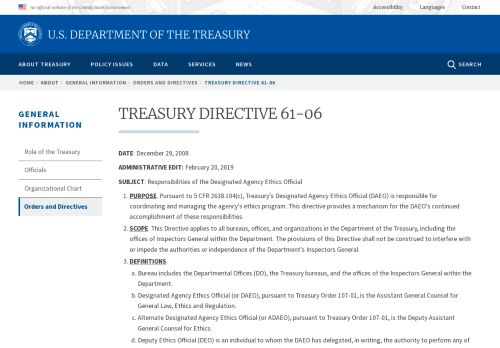 An official website of the United States Government
Accessibility Languages Contact
U.S. DEPARTMENT OF THE TREASURY
ABOUT TREASURY POLICY ISSUES DATA SERVICES NEWS SEARCH
HOME › ABOUT › GENERAL INFORMATION › ORDERS AND DIRECTIVES › TREASURY DIRECTIVE 61-06
GENERAL
INFORMATION
Role of the Treasury
Officials
Organizational Chart
Orders and Directives
TREASURY DIRECTIVE 61-06
DATE: December 29, 2008
ADMINISTRATIVE EDIT: February 20, 2019
SUBJECT: Responsibilities of the Designated Agency Ethics Official
1. PURPOSE. Pursuant to 5 CFR 2638.104(c), Treasury's Designated Agency Ethics Official (DAEO) is responsible for
coordinating and managing the agency's ethics program. This directive provides a mechanism for the DAEO's continued
accomplishment of these responsibilities.
2. SCOPE. This Directive applies to all bureaus, offices, and organizations in the Department of the Treasury, including the
offices of Inspectors General within the Department. The provisions of this Directive shall not be construed to interfere with
or impede the authorities or independence of the Department's Inspectors General.
3. DEFINITIONS.
a. Bureau includes the Departmental Offices (DO), the Treasury bureaus, and the offices of the Inspectors General within the
Department.
b. Designated Agency Ethics Official (or DAEO), pursuant to Treasury Order 107-01, is the Assistant General Counsel for
General Law, Ethics and Regulation.
c. Alternate Designated Agency Ethics Official (or ADAEO), pursuant to Treasury Order 107-01, is the Deputy Assistant
General Counsel for Ethics.
d. Deputy Ethics Official (DEO) is an individual to whom the DAEO has delegated, in writing, the authority to perform any of